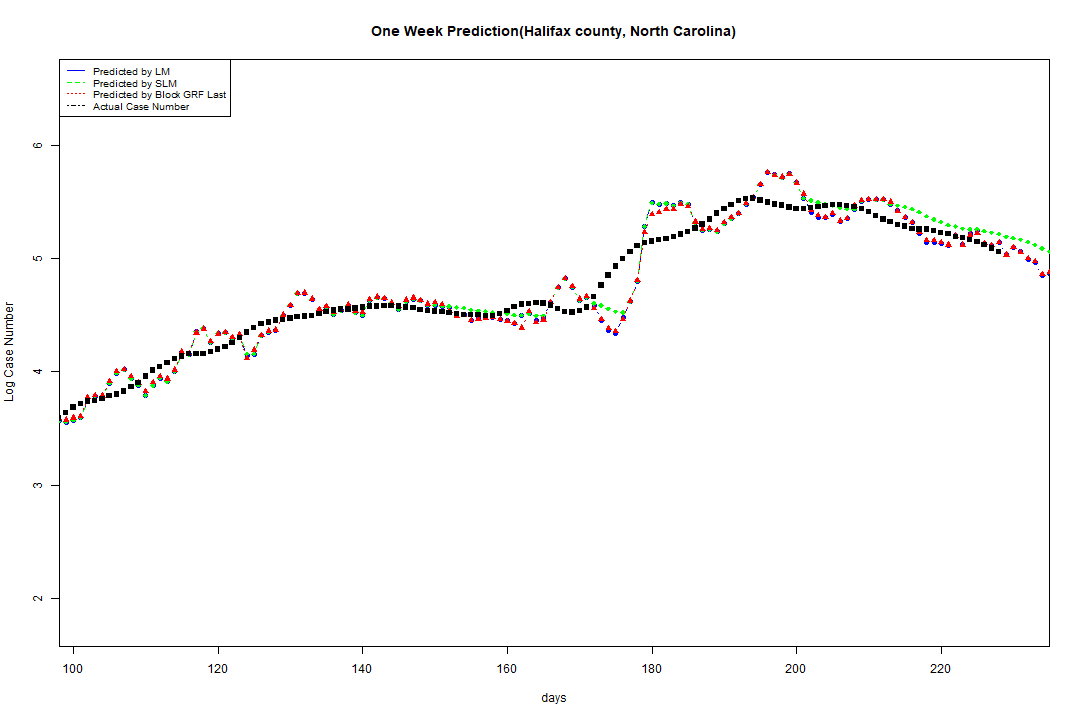 One Week Prediction(Halifax county, North Carolina)
Predicted by LM
Predicted by SLM
Predicted by Block GRF Last
Actual Case Number
6
5
4
3
2
Log Case Number
100 120 140 160 180 200 220
days